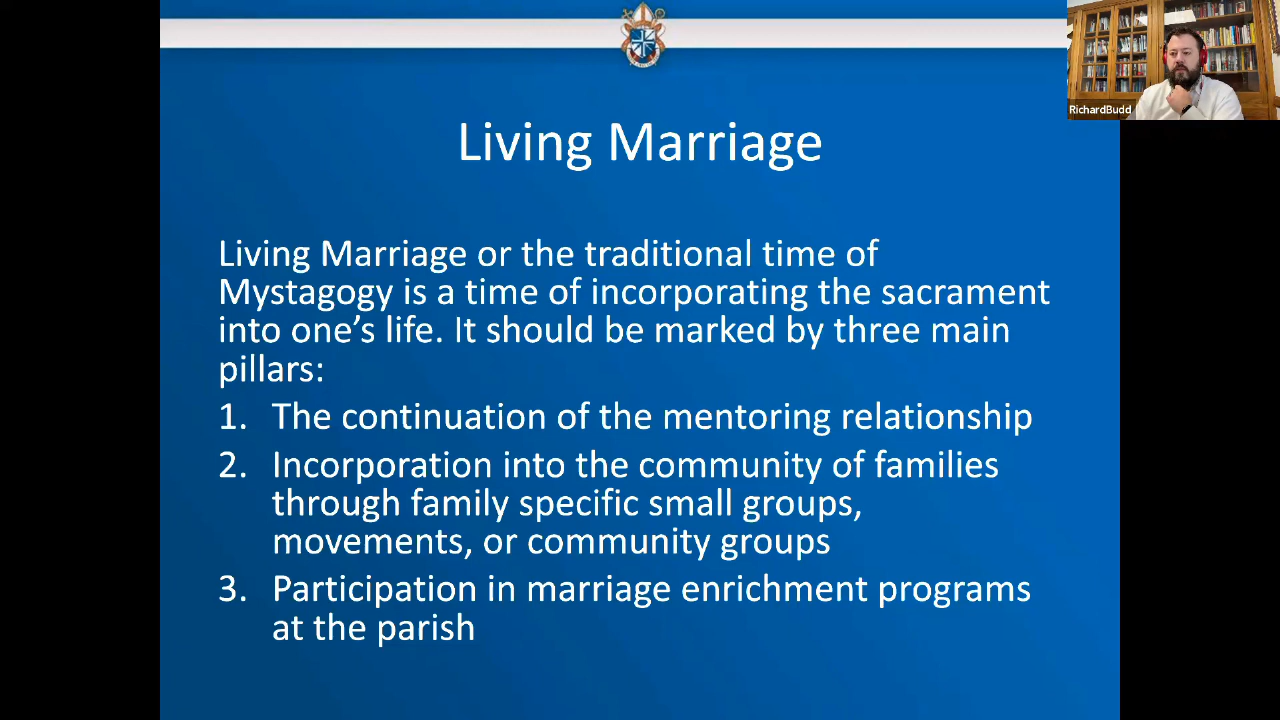 RichardBudd
Living Marriage
Living Marriage or the traditional time of
Mystagogy is a time of incorporating the sacrament
into one’s life. It should be marked by three main
pillars:
1. The continuation of the mentoring relationship
2. Incorporation into the community of families
through family specific small groups,
movements, or community groups
3. Participation in marriage enrichment programs
at the parish